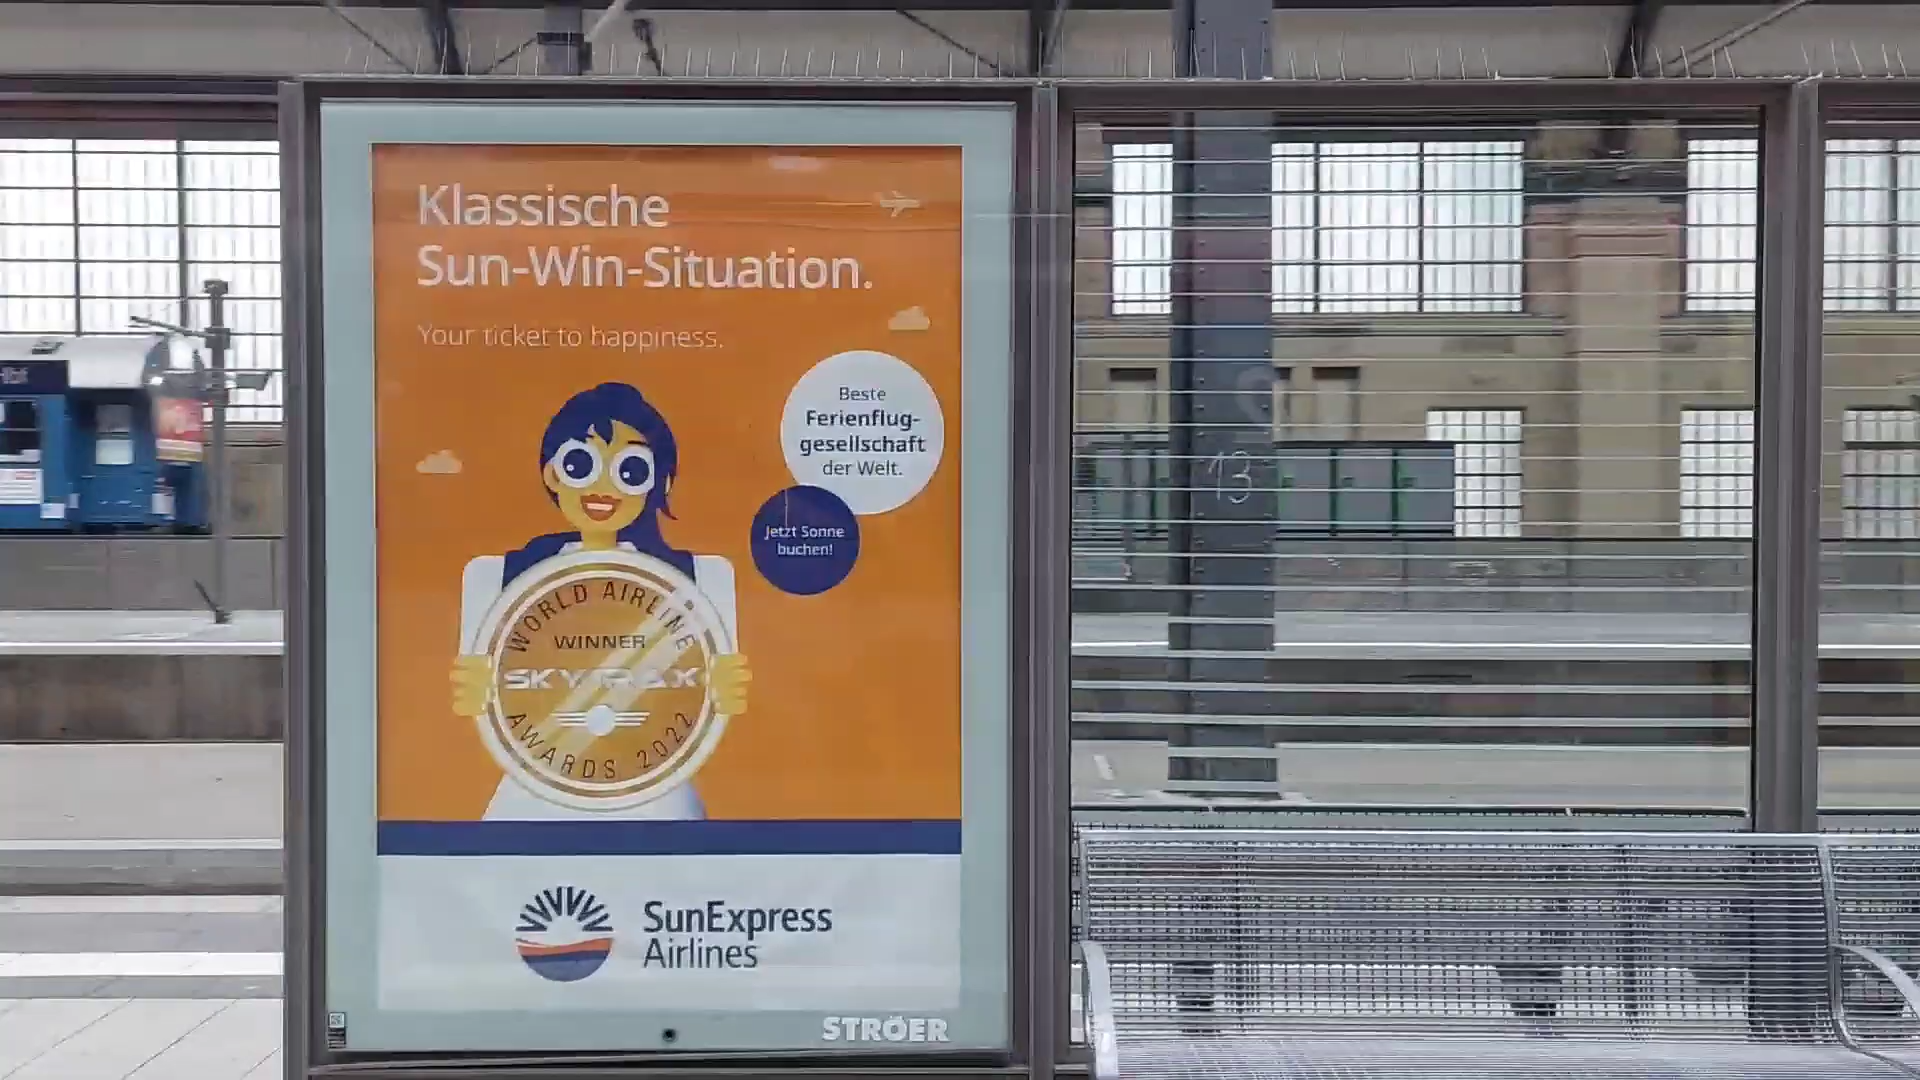 Klassische
Sun-Win-Situation.
Your ticket to happiness.
Beste
Ferienflug-
gesellschaft
der Welt.
Jetzt Sonne
buchen!
WORLD AIRLINE
WINNER
SKYTRAX
AWARDS 2022
SunExpress
Airlines
STRÖER
13
Hbf